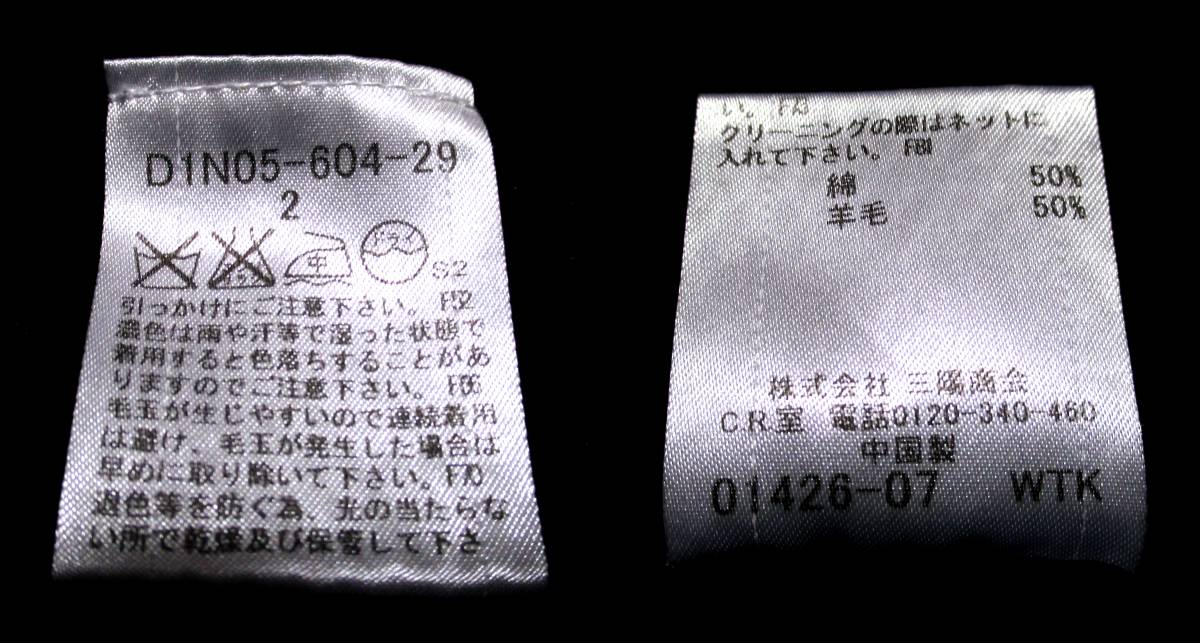 D1N05-604-29
2
中 ドライ S2
引っかけにご注意下さい。 F52
濃色は雨や汗等で湿った状態で
着用すると色落ちすることがあ
りますのでご注意下さい。 F66
毛玉が生じやすいので連続着用
は避け、毛玉が発生した場合は
早めに取り除いて下さい。F70
退色等を防ぐ為、光の当たらな
い所で乾燥及び保管して下さ
い。 F73
クリーニングの際はネットに
入れて下さい。 F81
綿 50%
羊毛 50%
株式会社 三陽商会
C.R室 電話0120-340-460
中国製
01426-07 WTK